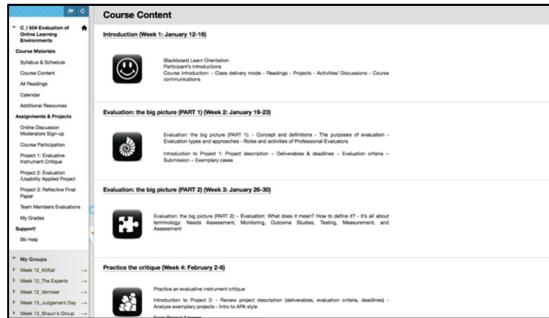 C_I 504 Evaluation of
Online Learning
Environments
Course Materials
Syllabus & Schedule
Course Content
All Readings
Calendar
Additional Resources
Assignments & Projects
Online Discussion
Moderators Sign-up
Course Participation
Project 1: Evaluative
Instrument Critique
Project 2: Evaluation
/Usability Applied Project
Project 3: Reflective Final
Paper
Team Members Evaluations
My Grades
Support!
Bb Help
My Groups
Week 12_KitKat
Week 12_The Experts
Week 12_Vermeer
Week 13_Judgement Day
Week 13_Shaun's Group
Course Content
Introduction (Week 1: January 12-16)
Blackboard Learn Orientation
Participant's introductions
Course introduction: - Class delivery mode - Readings - Projects - Activities/ Discussions - Course
communications
Evaluation: the big picture (PART 1) (Week 2: January 19-23)
Evaluation: the big picture (PART 1): - Concept and definitions - The purposes of evaluation -
Evaluation types and approaches - Roles and activities of Professional Evaluators
Introduction to Project 1: Project description – Deliverables & deadlines – Evaluation criteria –
Submission – Exemplary cases
Evaluation: the big picture (PART 2) (Week 3: January 26-30)
Evaluation: the big picture (PART 2): - Evaluation: What does it mean? How to define it? - It's all about
terminology: Needs Assessment, Monitoring, Outcome Studies, Testing, Measurement, and
Assessment
Practice the critique (Week 4: February 2-6)
Practice an evaluative instrument critique
Introduction to Project 2: - Review project description (deliverables, evaluation criteria, deadlines) -
Analyze exemplary projects - Intro to APA style